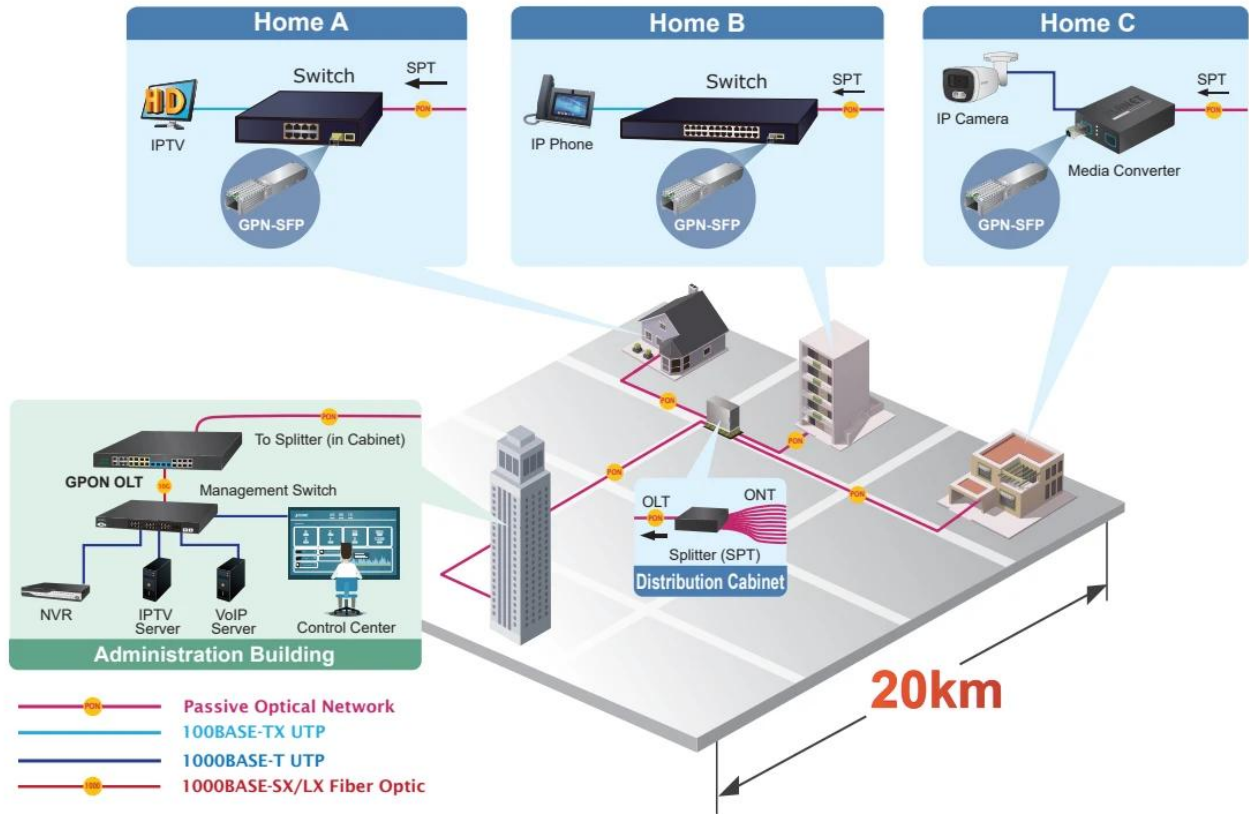 Home A
SPT
Switch
PON
IPTV
GPN-SFP
Home B
SPT
Switch
PON
IP Phone
GPN-SFP
Home C
SPT
PON
IP Camera
Media Converter
GPN-SFP
PON
To Splitter (in Cabinet)
GPON OLT
10G
Management Switch
NVR
IPTV
Server
VoIP
Server
Control Center
Administration Building
PON
PON
PON
PON
OLT
ONT
PON
Splitter (SPT)
Distribution Cabinet
20km
PON
Passive Optical Network
100BASE-TX UTP
1000BASE-T UTP
1000
1000BASE-SX/LX Fiber Optic